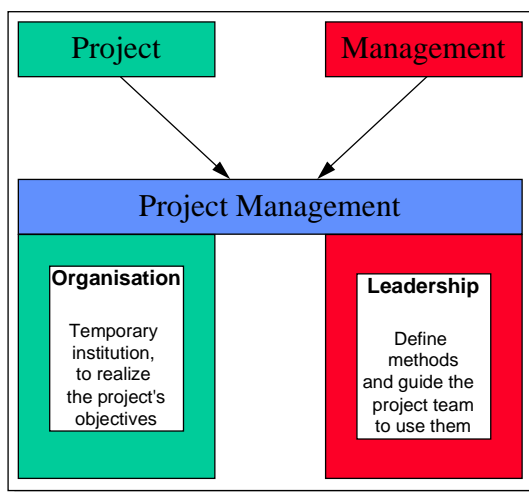 Project
Management
Project Management
Organisation
Temporary
institution,
to realize
the project's
objectives
Leadership
Define
methods
and guide the
project team
to use them